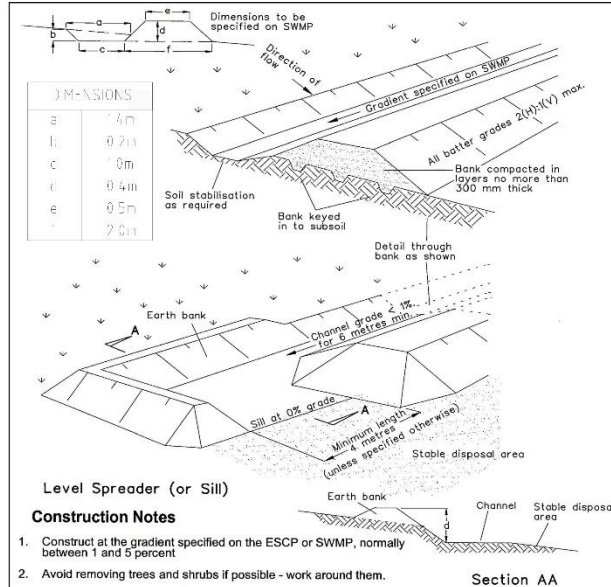 e
a
b
d
c
f
Dimensions to be
specified on SWMP
Direction of
flow
Gradient specified on SWMP
All batter grades 2(H):1(V) max.
DIMENSIONS
a 1.4m
b 0.2m
c 1.0m
d 0.4m
e 0.5m
f 2.0m
Soil stabilisation
as required
Bank compacted in
layers no more than
300 mm thick
Bank keyed
in to subsoil
Detail through
bank as shown
Earth bank
Channel grade ≤ 1%
for 6 metres min.
A
Sill at 0% grade
A
Minimum length
4 metres
(unless specified otherwise)
Stable disposal area
Level Spreader (or Sill)
Earth bank
d
Channel
Stable disposal
area
Section AA
Construction Notes
1. Construct at the gradient specified on the ESCP or SWMP, normally
between 1 and 5 percent
2. Avoid removing trees and shrubs if possible - work around them.